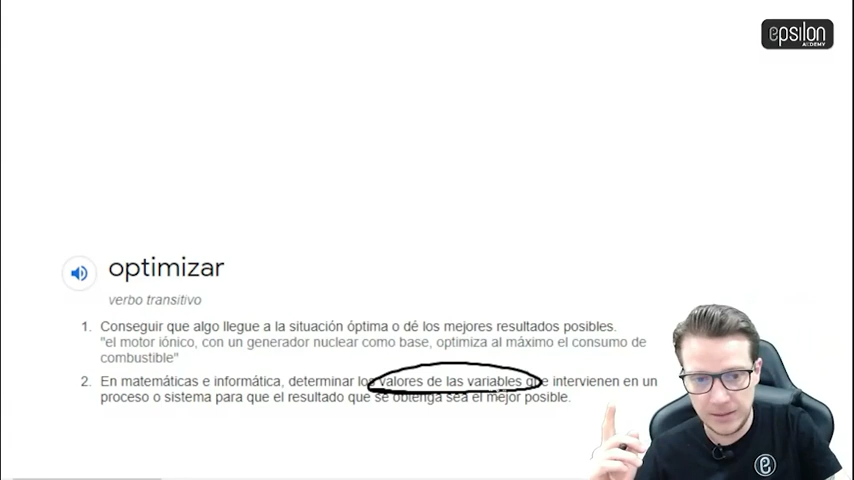 epsilon
ACADEMY
optimizar
verbo transitivo
1. Conseguir que algo llegue a la situación óptima o dé los mejores resultados posibles.
"el motor iónico, con un generador nuclear como base, optimiza al máximo el consumo de
combustible"
2. En matemáticas e informática, determinar los valores de las variables que intervienen en un
proceso o sistema para que el resultado que se obtenga sea el mejor posible.